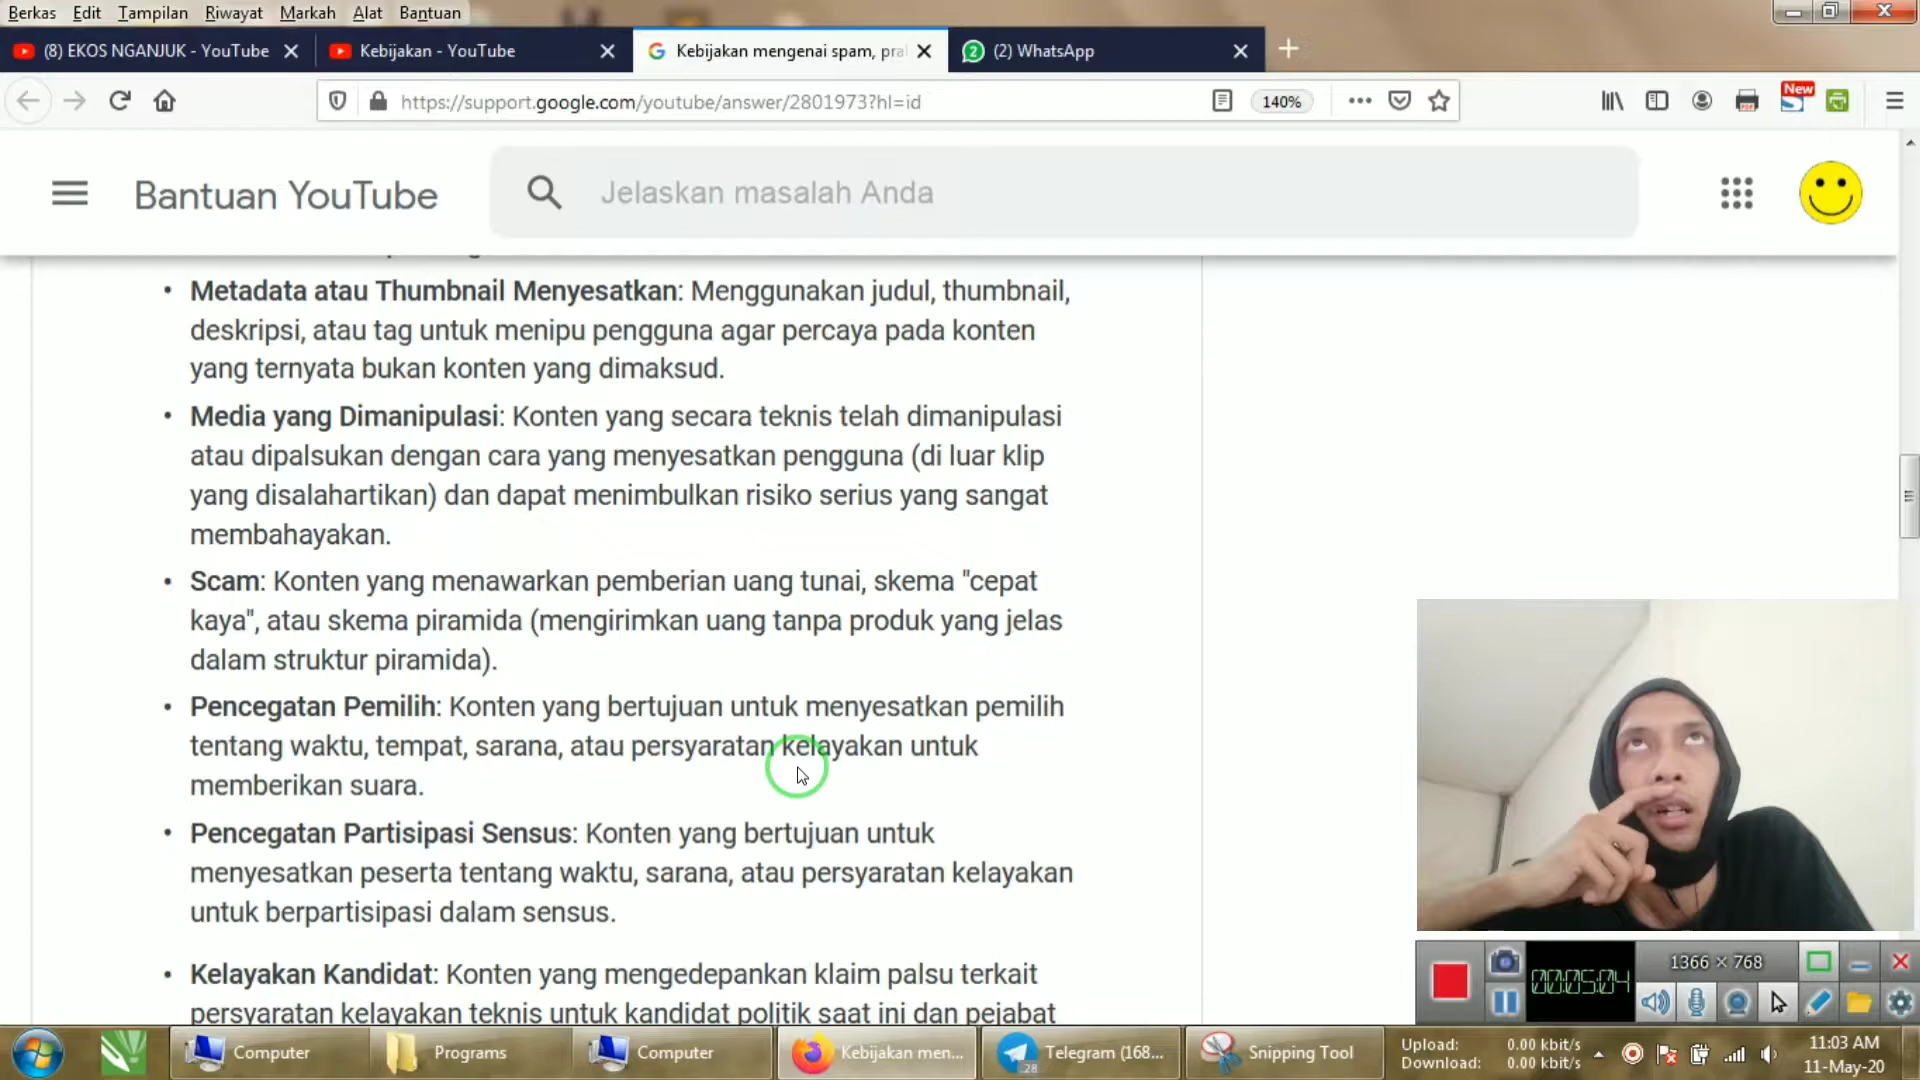 Berkas Edit Tampilan Riwayat Markah Alat Bantuan
(8) EKOS NGANJUK - YouTube
Kebijakan - YouTube
Kebijakan mengenai spam, pra
(2) WhatsApp
https://support.google.com/youtube/answer/2801973?hl=id
140%
New
Bantuan YouTube
Jelaskan masalah Anda
• Metadata atau Thumbnail Menyesatkan: Menggunakan judul, thumbnail,
deskripsi, atau tag untuk menipu pengguna agar percaya pada konten
yang ternyata bukan konten yang dimaksud.
• Media yang Dimanipulasi: Konten yang secara teknis telah dimanipulasi
atau dipalsukan dengan cara yang menyesatkan pengguna (di luar klip
yang disalahartikan) dan dapat menimbulkan risiko serius yang sangat
membahayakan.
• Scam: Konten yang menawarkan pemberian uang tunai, skema "cepat
kaya", atau skema piramida (mengirimkan uang tanpa produk yang jelas
dalam struktur piramida).
• Pencegatan Pemilih: Konten yang bertujuan untuk menyesatkan pemilih
tentang waktu, tempat, sarana, atau persyaratan kelayakan untuk
memberikan suara.
• Pencegatan Partisipasi Sensus: Konten yang bertujuan untuk
menyesatkan peserta tentang waktu, sarana, atau persyaratan kelayakan
untuk berpartisipasi dalam sensus.
• Kelayakan Kandidat: Konten yang mengedepankan klaim palsu terkait
persyaratan kelayakan teknis untuk kandidat politik saat ini dan pejabat
00:05:04
1366 × 768
Computer
Programs
Computer
Kebijakan men...
Telegram (168...
28
Snipping Tool
Upload: 0.00 kbit/s
Download: 0.00 kbit/s
11:03 AM
11-May-20